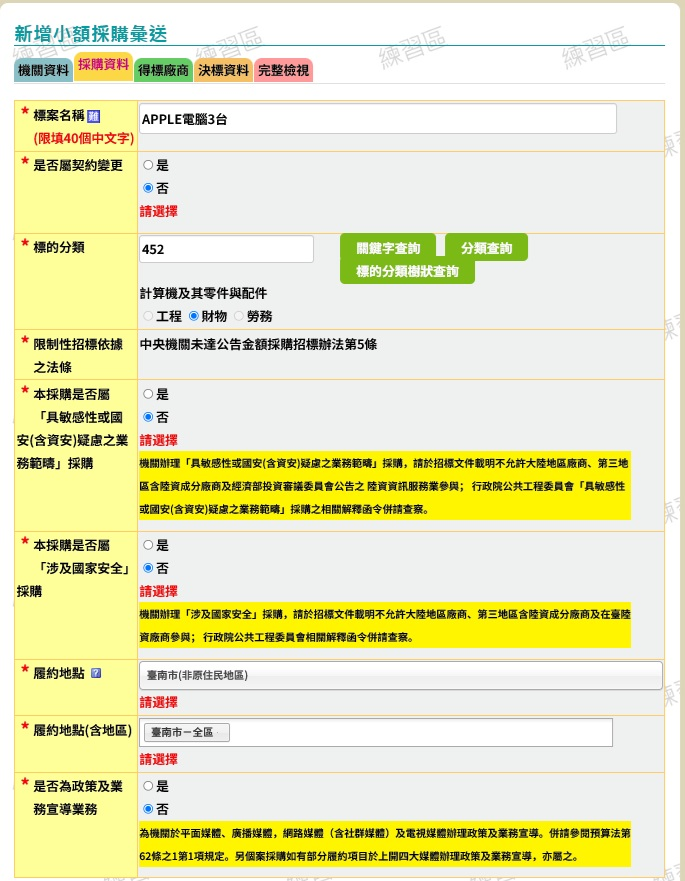 新增小額採購彙送
機關資料 採購資料 得標廠商 決標資料 完整檢視
* 標案名稱 難
(限填40個中文字)
APPLE電腦3台
* 是否屬契約變更
是
否
請選擇
* 標的分類
452
關鍵字查詢 分類查詢
標的分類樹狀查詢
計算機及其零件與配件
工程 財物 勞務
* 限制性招標依據
之法條
中央機關未達公告金額採購招標辦法第5條
* 本採購是否屬
「具敏感性或國
安(含資安)疑慮之業
務範疇」採購
是
否
請選擇
機關辦理「具敏感性或國安(含資安)疑慮之業務範疇」採購，請於招標文件載明不允許大陸地區廠商、第三地
區含陸資成分廠商及經濟部投資審議委員會公告之 陸資資訊服務業參與； 行政院公共工程委員會「具敏感性
或國安(含資安)疑慮之業務範疇」採購之相關解釋函令併請查察。
* 本採購是否屬
「涉及國家安全」
採購
是
否
請選擇
機關辦理「涉及國家安全」採購，請於招標文件載明不允許大陸地區廠商、第三地區含陸資成分廠商及在臺陸
資廠商參與； 行政院公共工程委員會相關解釋函令併請查察。
* 履約地點 ?
臺南市(非原住民地區)
請選擇
* 履約地點(含地區)
臺南市－全區
請選擇
* 是否為政策及業
務宣導業務
是
否
為機關於平面媒體、廣播媒體，網路媒體（含社群媒體）及電視媒體辦理政策及業務宣導。併請參閱預算法第
62條之1第1項規定。另個案採購如有部分履約項目於上開四大媒體辦理政策及業務宣導，亦屬之。
練習區
練習區
練習區
練習區